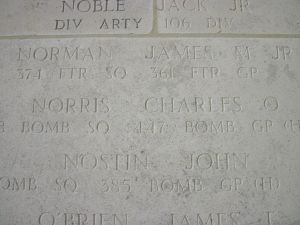 NOBLE JACK JR
DIV ARTY 106 DIV
NORMAN JAMES M JR
374 FTR SQ 361 FTR GP
NORRIS CHARLES O
BOMB SQ 447 BOMB GP (H)
NOSTIN JOHN
BOMB SQ 385 BOMB GP (H)
O'BRIEN JAMES